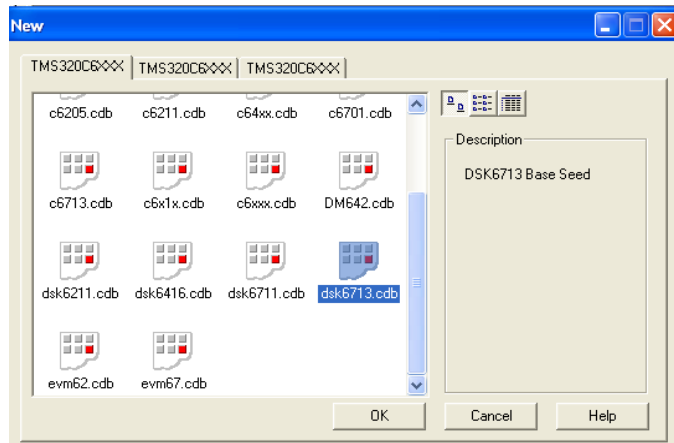 New
TMS320C6XXX TMS320C6XXX TMS320C6XXX
c6205.cdb c6211.cdb c64xx.cdb c6701.cdb
Description
DSK6713 Base Seed
c6713.cdb c6x1x.cdb c6xxx.cdb DM642.cdb
dsk6211.cdb dsk6416.cdb dsk6711.cdb dsk6713.cdb
evm62.cdb evm67.cdb
OK Cancel Help